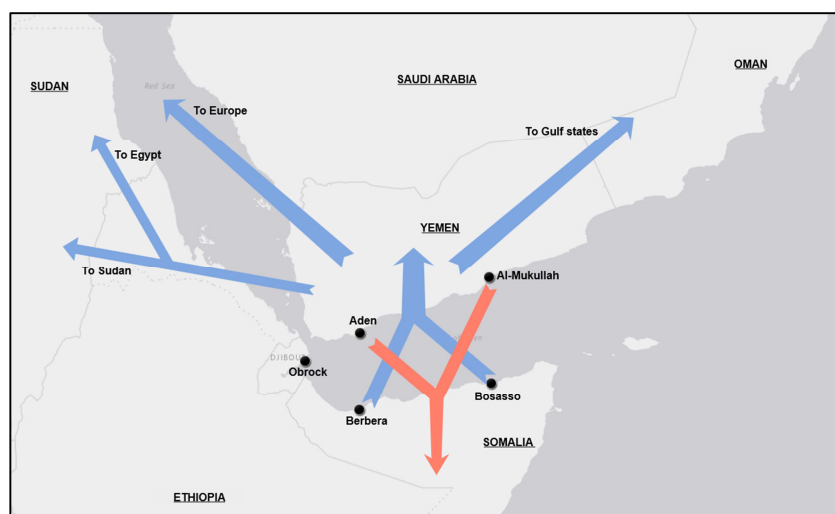 OMAN
SAUDI ARABIA
SUDAN
Red Sea
To Europe
To Gulf states
To Egypt
YEMEN
To Sudan
Al-Mukullah
Aden
DJIBOUTI
Obrock
Bosasso
Berbera
SOMALIA
ETHIOPIA